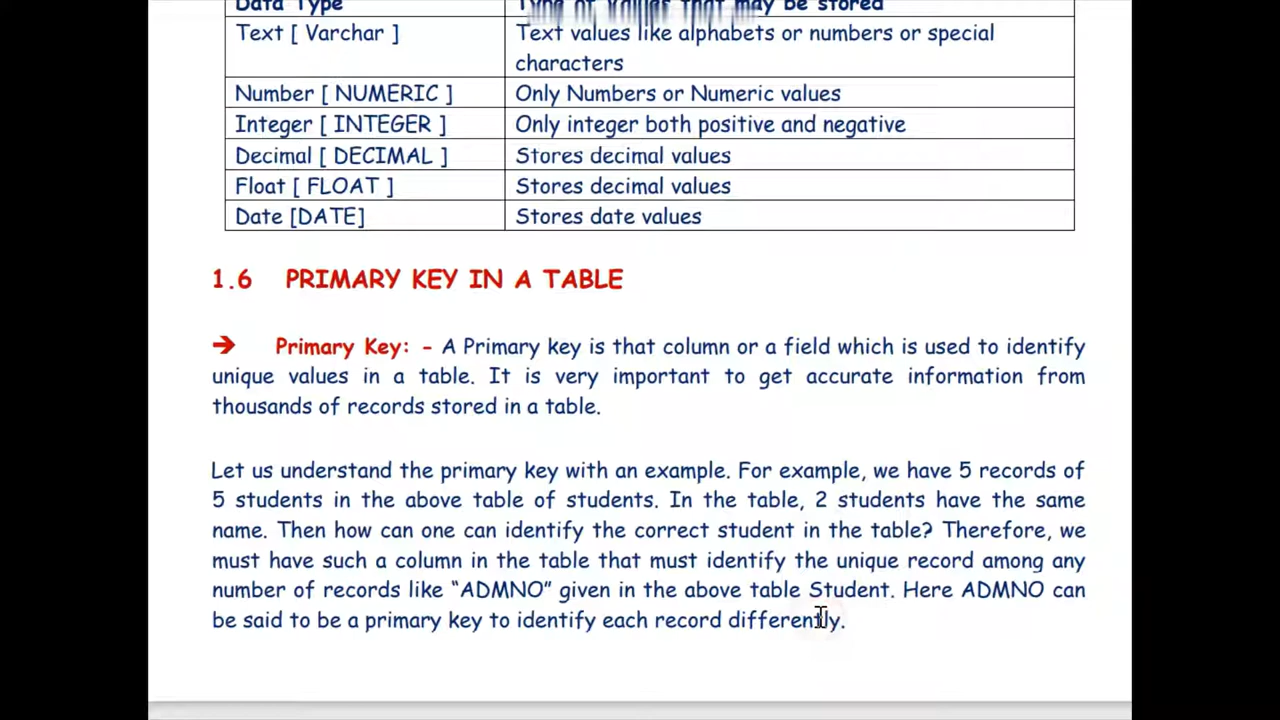 Data Type Type of Values that may be stored
Text [ Varchar ] Text values like alphabets or numbers or special
characters
Number [ NUMERIC ] Only Numbers or Numeric values
Integer [ INTEGER ] Only integer both positive and negative
Decimal [ DECIMAL ] Stores decimal values
Float [ FLOAT ] Stores decimal values
Date [DATE] Stores date values
1.6 PRIMARY KEY IN A TABLE
➔ Primary Key: - A Primary key is that column or a field which is used to identify
unique values in a table. It is very important to get accurate information from
thousands of records stored in a table.
Let us understand the primary key with an example. For example, we have 5 records of
5 students in the above table of students. In the table, 2 students have the same
name. Then how can one can identify the correct student in the table? Therefore, we
must have such a column in the table that must identify the unique record among any
number of records like “ADMNO” given in the above table Student. Here ADMNO can
be said to be a primary key to identify each record differently.